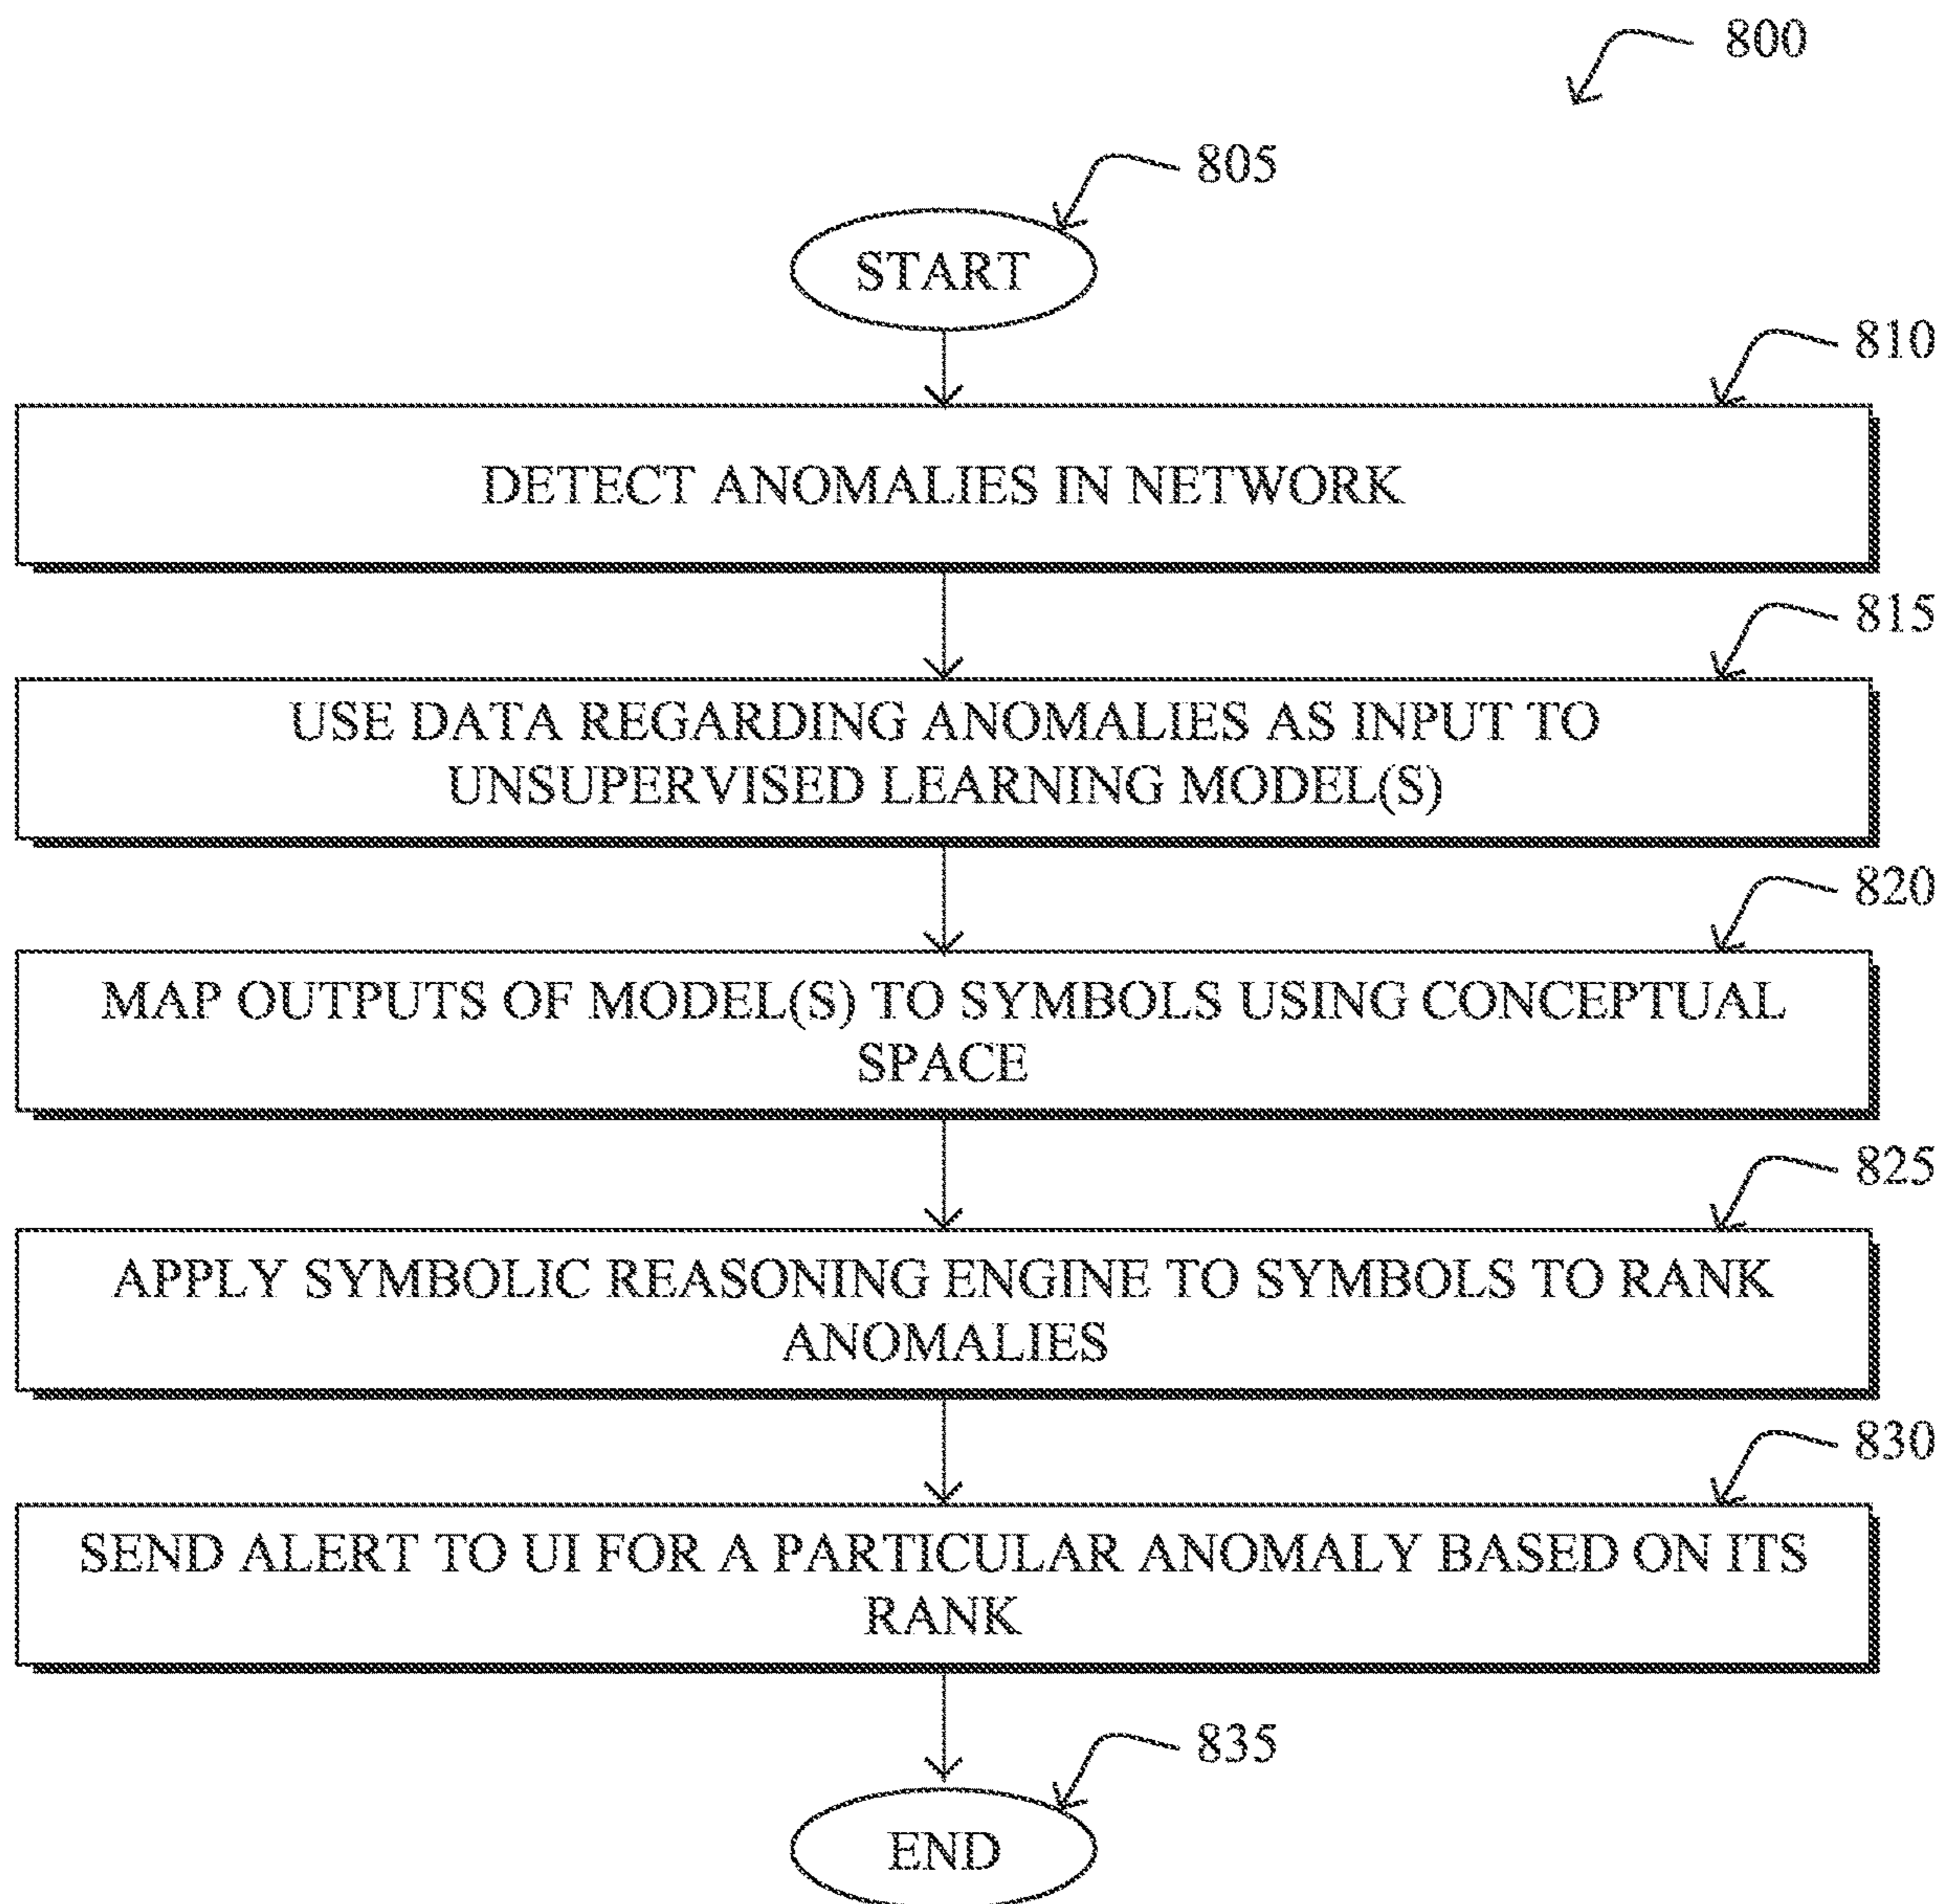 800
805
START
810
DETECT ANOMALIES IN NETWORK
815
USE DATA REGARDING ANOMALIES AS INPUT TO
UNSUPERVISED LEARNING MODEL(S)
820
MAP OUTPUTS OF MODEL(S) TO SYMBOLS USING CONCEPTUAL
SPACE
825
APPLY SYMBOLIC REASONING ENGINE TO SYMBOLS TO RANK
ANOMALIES
830
SEND ALERT TO UI FOR A PARTICULAR ANOMALY BASED ON ITS
RANK
835
END